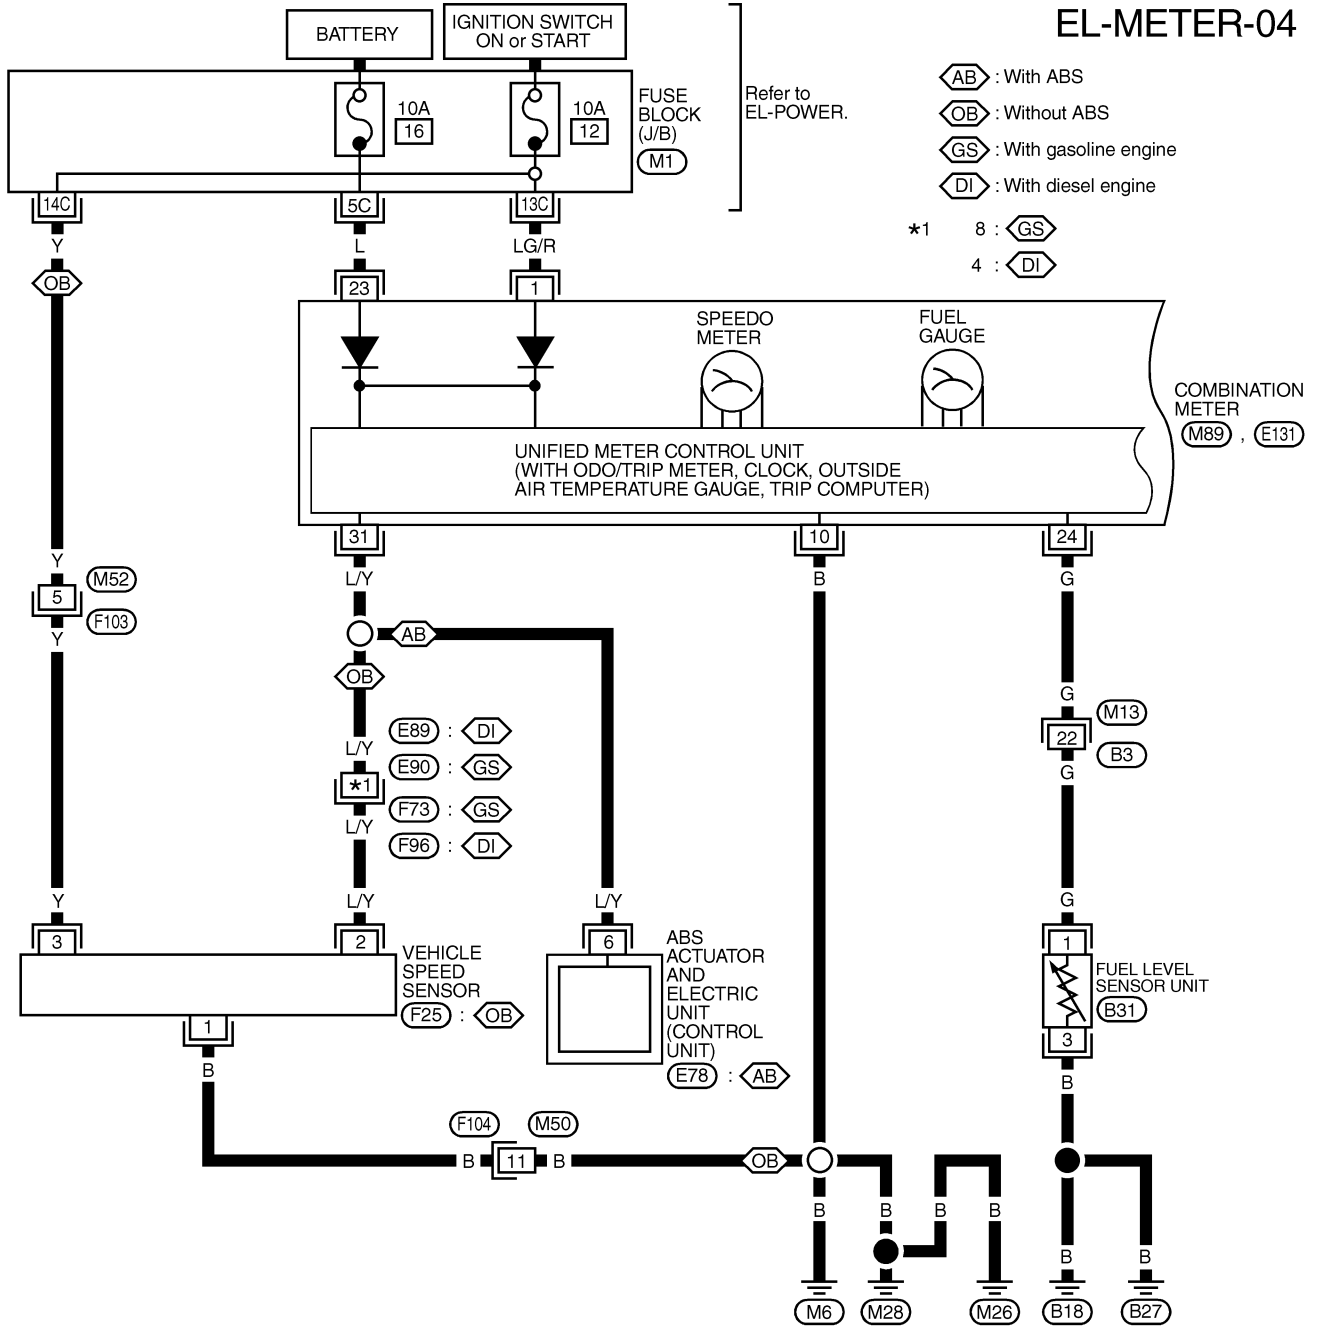 EL-METER-04
BATTERY
IGNITION SWITCH
ON or START
10A
16
10A
12
FUSE
BLOCK
(J/B)
M1
Refer to
EL-POWER.
AB : With ABS
OB : Without ABS
GS : With gasoline engine
DI : With diesel engine
*1 8 : GS
4 : DI
14C
5C
13C
Y
L
LG/R
OB
23
1
SPEEDO
METER
FUEL
GAUGE
COMBINATION
METER
M89 , E131
UNIFIED METER CONTROL UNIT
(WITH ODO/TRIP METER, CLOCK, OUTSIDE
AIR TEMPERATURE GAUGE, TRIP COMPUTER)
31
10
24
Y
L/Y
B
G
5
M52
F103
Y
AB
OB
G
M13
22
B3
G
L/Y
E89 : DI
E90 : GS
*1
F73 : GS
L/Y
F96 : DI
Y
L/Y
L/Y
G
3
2
6
1
VEHICLE
SPEED
SENSOR
F25 : OB
ABS
ACTUATOR
AND
ELECTRIC
UNIT
(CONTROL
UNIT)
E78 : AB
FUEL LEVEL
SENSOR UNIT
B31
3
1
B
B
F104
M50
B
11
B
OB
B
B
B
B
B
B
M6
M28
M26
B18
B27